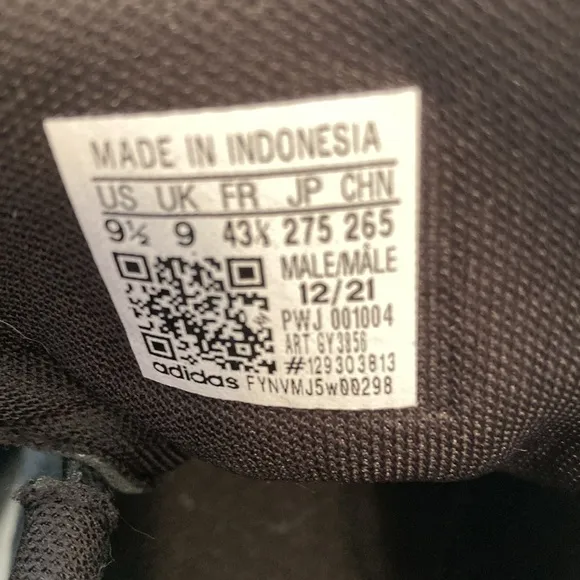 MADE IN INDONESIA
US UK FR JP CHN
9½ 9 43⅓ 275 265
MALE/MÂLE
12/21
PWJ 001004
ART GY3856
#129303813
adidas FYNVMJ5W00298